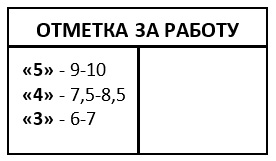 ОТМЕТКА ЗА РАБОТУ
«5» - 9-10
«4» - 7,5-8,5
«3» - 6-7